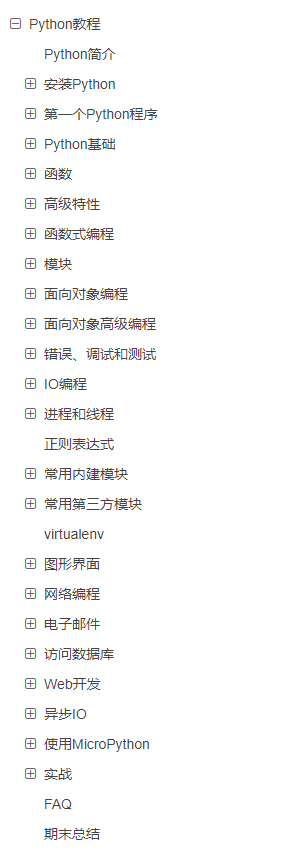 Python教程
Python简介
安装Python
第一个Python程序
Python基础
函数
高级特性
函数式编程
模块
面向对象编程
面向对象高级编程
错误、调试和测试
IO编程
进程和线程
正则表达式
常用内建模块
常用第三方模块
virtualenv
图形界面
网络编程
电子邮件
访问数据库
Web开发
异步IO
使用MicroPython
实战
FAQ
期末总结